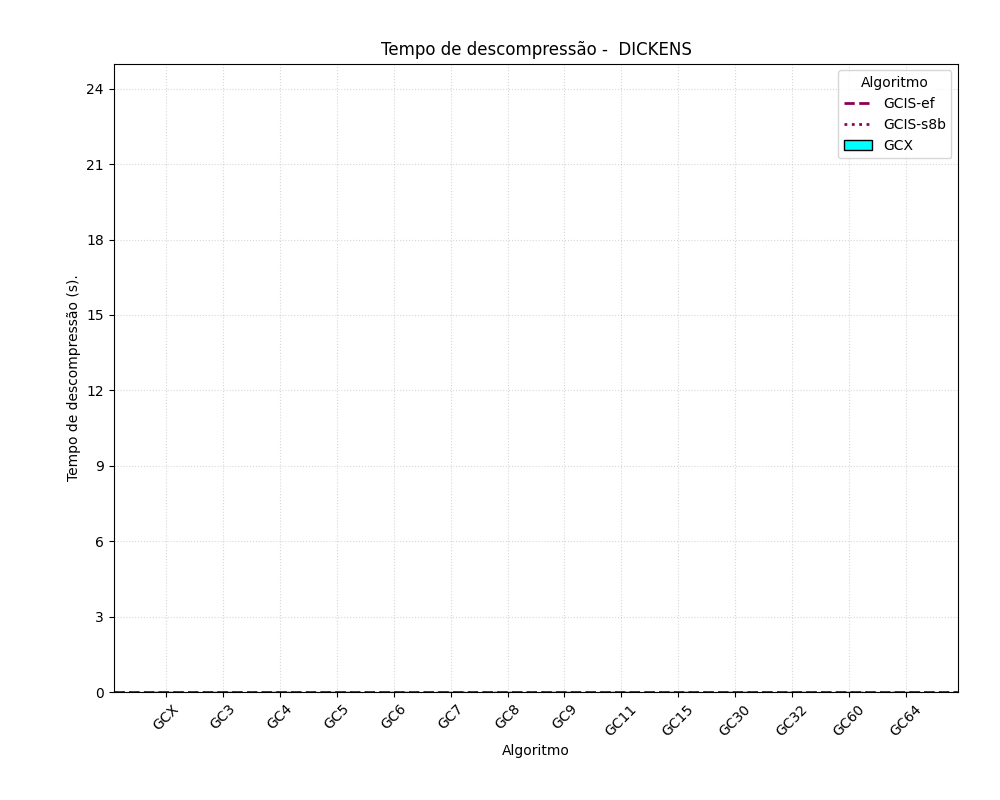 Tempo de descompressão -  DICKENS
Algoritmo
GCIS-ef
GCIS-s8b
GCX
Tempo de descompressão (s).
24
21
18
15
12
9
6
3
0
GCX
GC3
GC4
GC5
GC6
GC7
GC8
GC9
GC11
GC15
GC30
GC32
GC60
GC64
Algoritmo